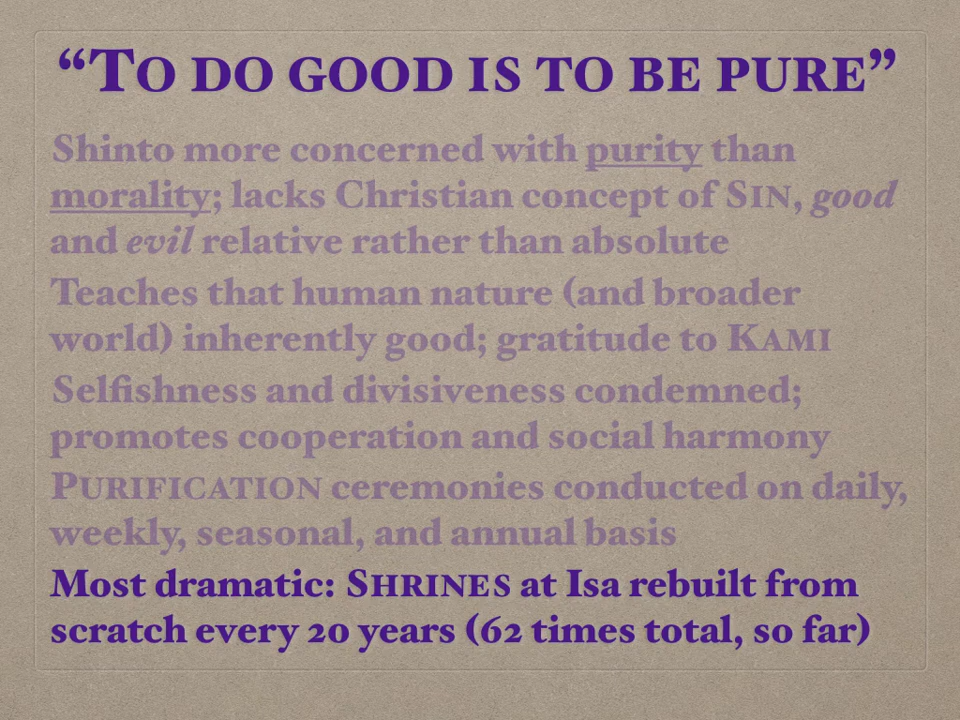 “To do good is to be pure”
Shinto more concerned with purity than
morality; lacks Christian concept of Sin, good
and evil relative rather than absolute
Teaches that human nature (and broader
world) inherently good; gratitude to Kami
Selfishness and divisiveness condemned;
promotes cooperation and social harmony
Purification ceremonies conducted on daily,
weekly, seasonal, and annual basis
Most dramatic: Shrines at Isa rebuilt from
scratch every 20 years (62 times total, so far)